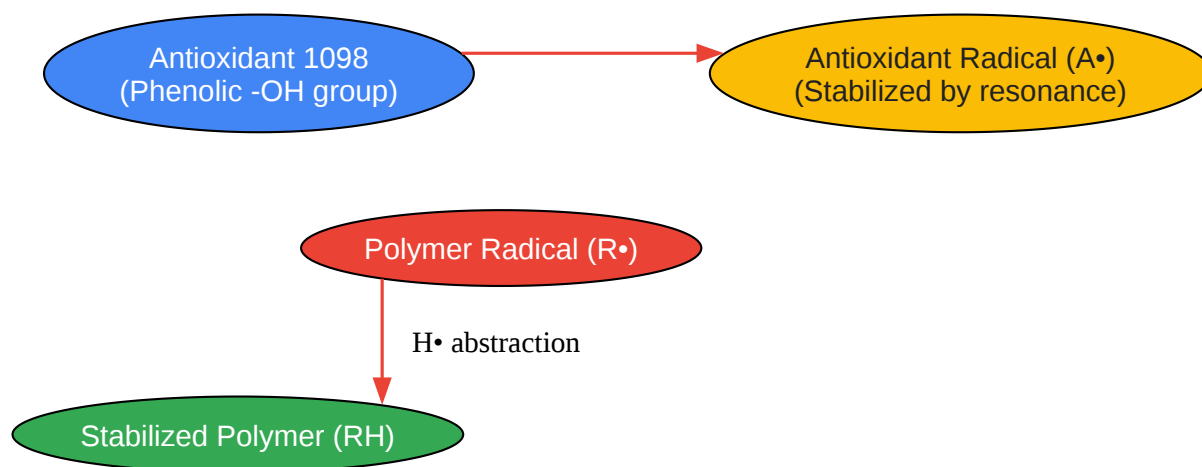 Antioxidant 1098
(Phenolic -OH group)
Antioxidant Radical (A•)
(Stabilized by resonance)
Polymer Radical (R•)
H• abstraction
Stabilized Polymer (RH)